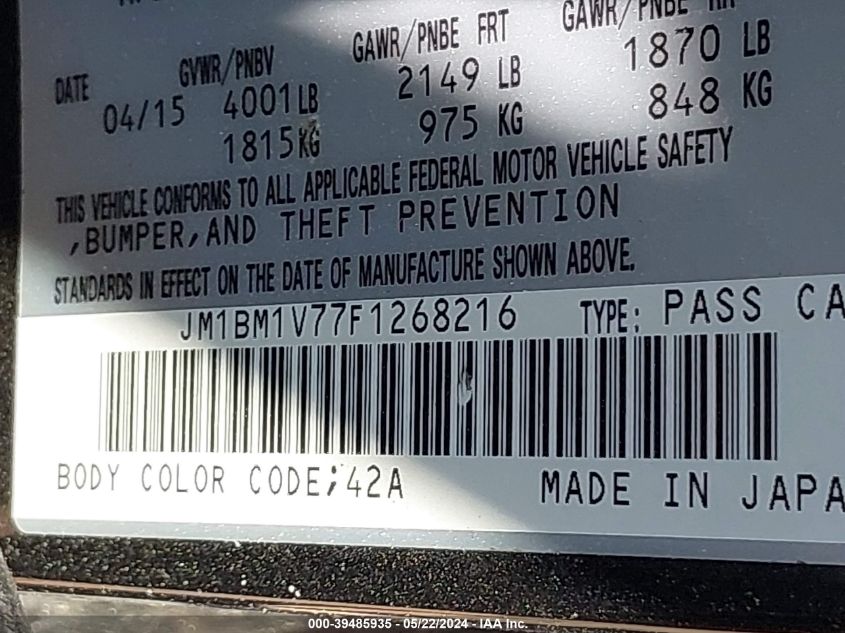 GVWR/PNBV GAWR/PNBE FRT GAWR/PNBE RR
DATE 04/15 4001LB 2149 LB 1870 LB
1815KG 975 KG 848 KG
THIS VEHICLE CONFORMS TO ALL APPLICABLE FEDERAL MOTOR VEHICLE SAFETY
,BUMPER,AND THEFT PREVENTION
STANDARDS IN EFFECT ON THE DATE OF MANUFACTURE SHOWN ABOVE.
JM1BM1V77F1268216 TYPE: PASS CA
BODY COLOR CODE;42A MADE IN JAPA
000-39485935 - 05/22/2024 - IAA Inc.